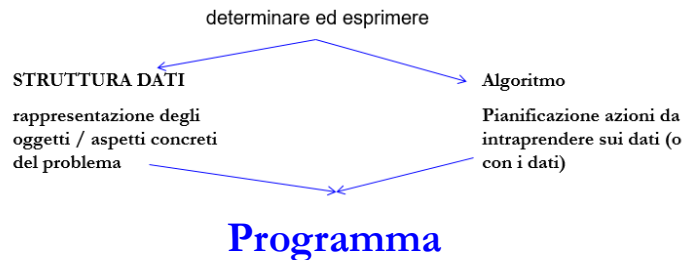 determinare ed esprimere
STRUTTURA DATI
rappresentazione degli
oggetti / aspetti concreti
del problema
Algoritmo
Pianificazione azioni da
intraprendere sui dati (o
con i dati)
Programma